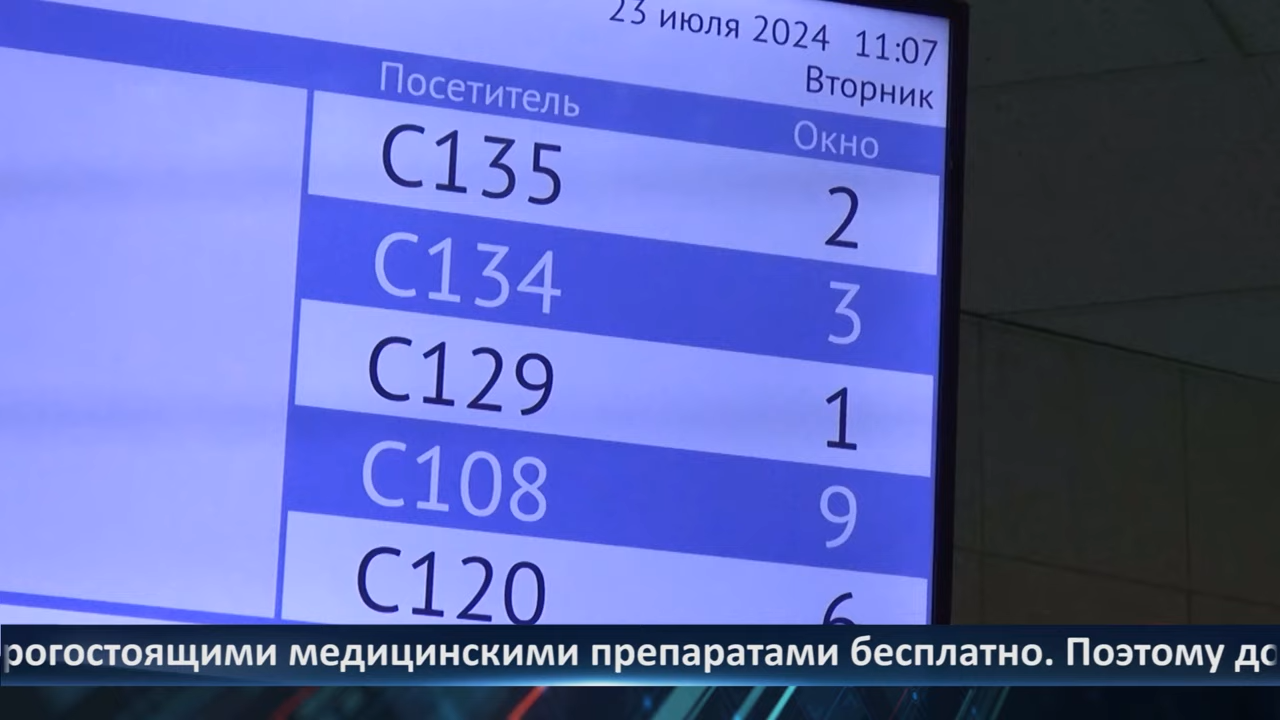 23 июля 2024 11:07
Вторник
Посетитель Окно
С135 2
С134 3
С129 1
С108 9
С120 6
рогостоящими медицинскими препаратами бесплатно. Поэтому до